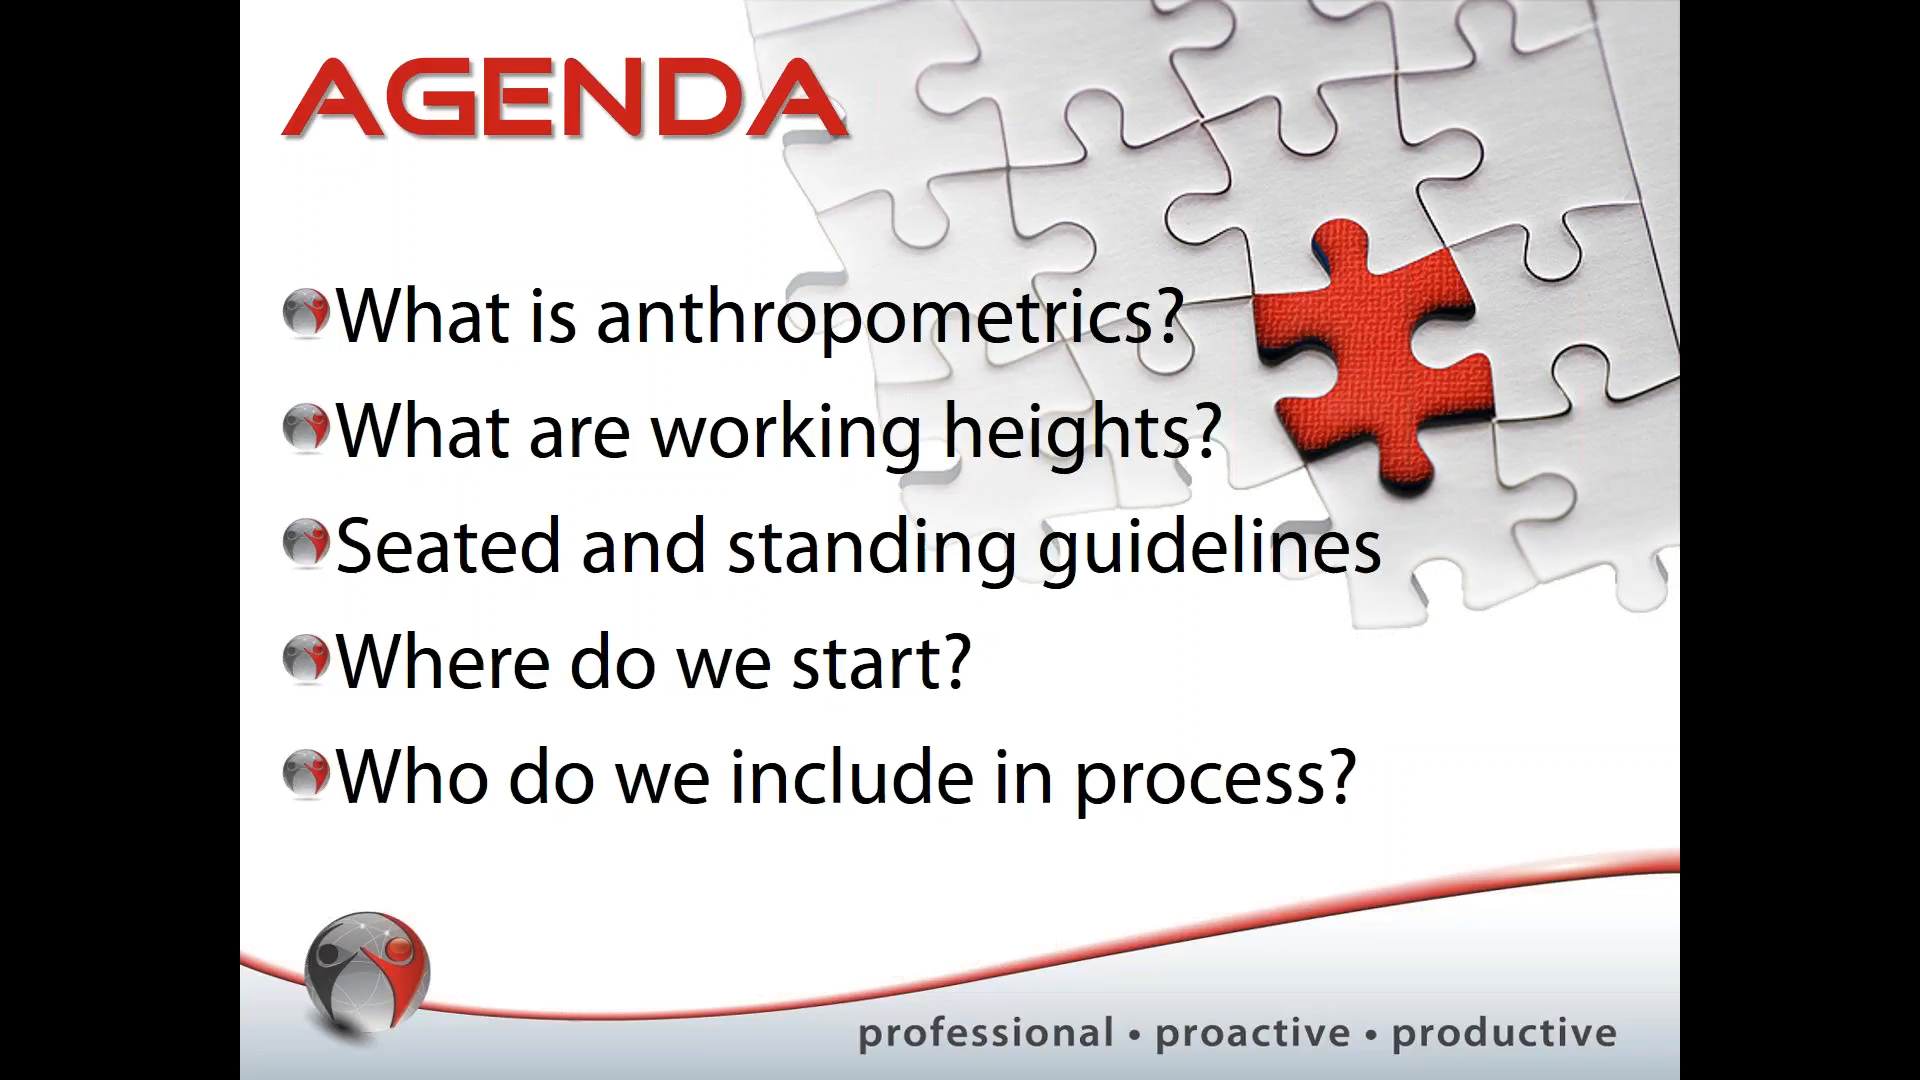 AGENDA
What is anthropometrics?
What are working heights?
Seated and standing guidelines
Where do we start?
Who do we include in process?
professional • proactive • productive